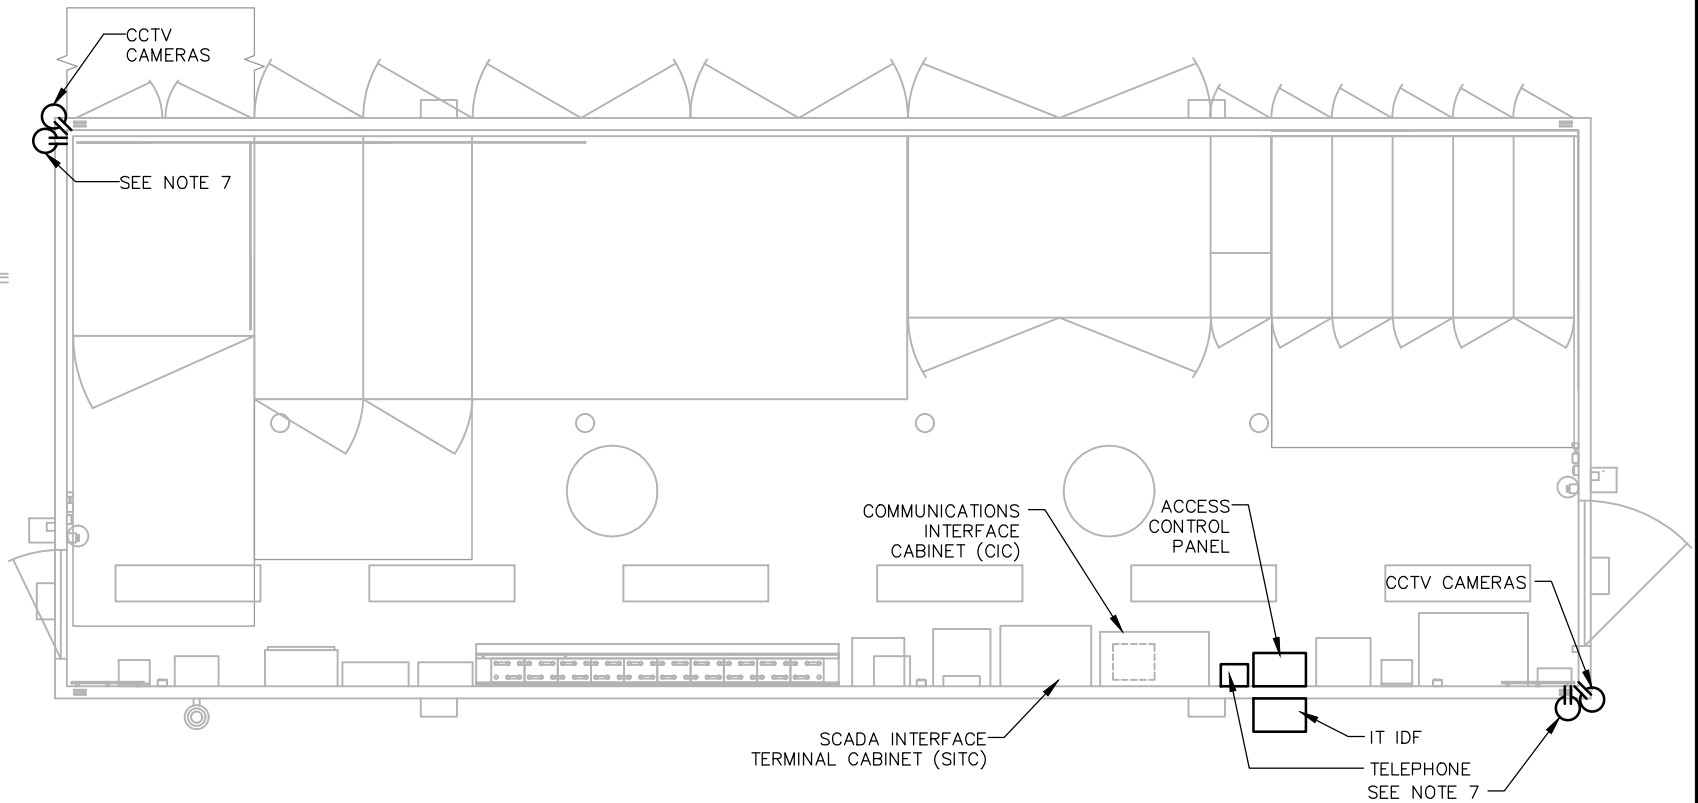 CCTV
CAMERAS
SEE NOTE 7
COMMUNICATIONS
INTERFACE
CABINET (CIC)
ACCESS
CONTROL
PANEL
CCTV CAMERAS
SCADA INTERFACE
TERMINAL CABINET (SITC)
IT IDF
TELEPHONE
SEE NOTE 7